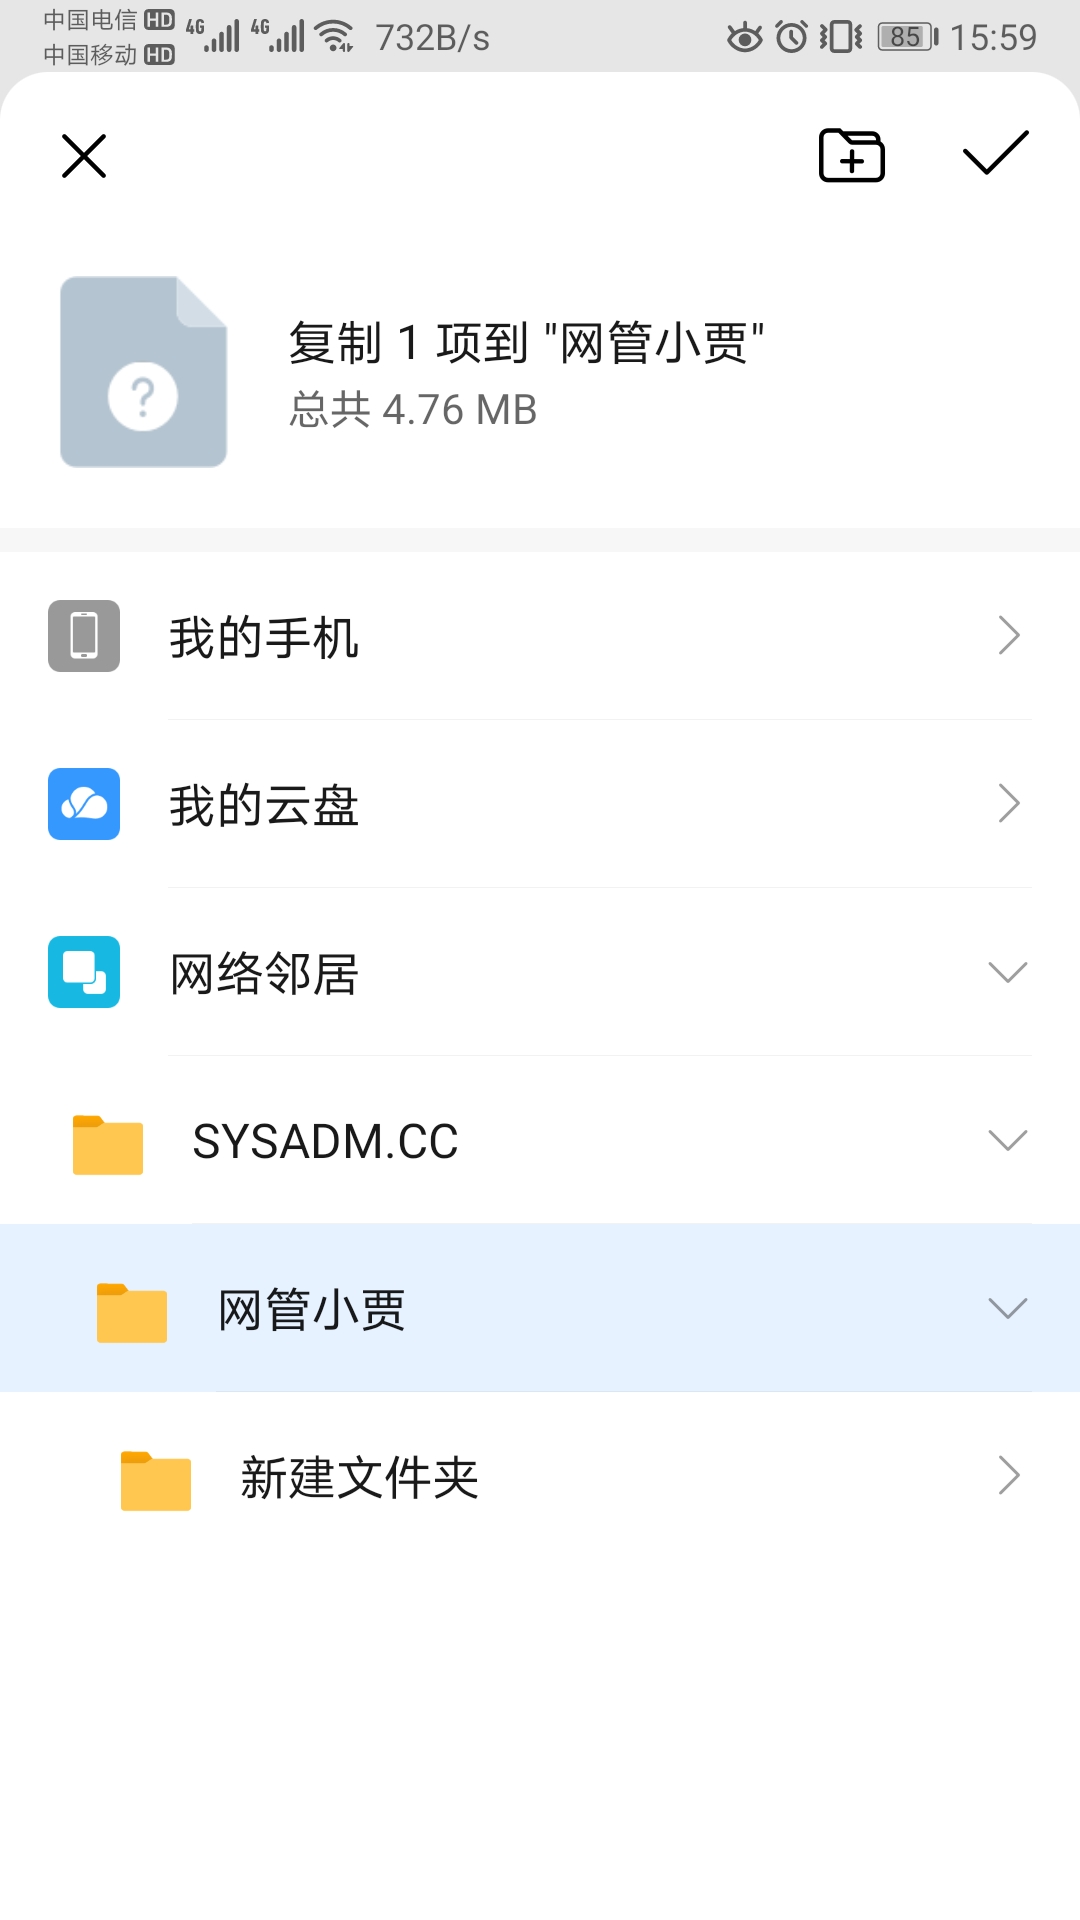 中国电信 HD 4G 4G 732B/s 85 15:59
中国移动 HD
复制 1 项到 "网管小贾"
总共 4.76 MB
我的手机
我的云盘
网络邻居
SYSADM.CC
网管小贾
新建文件夹